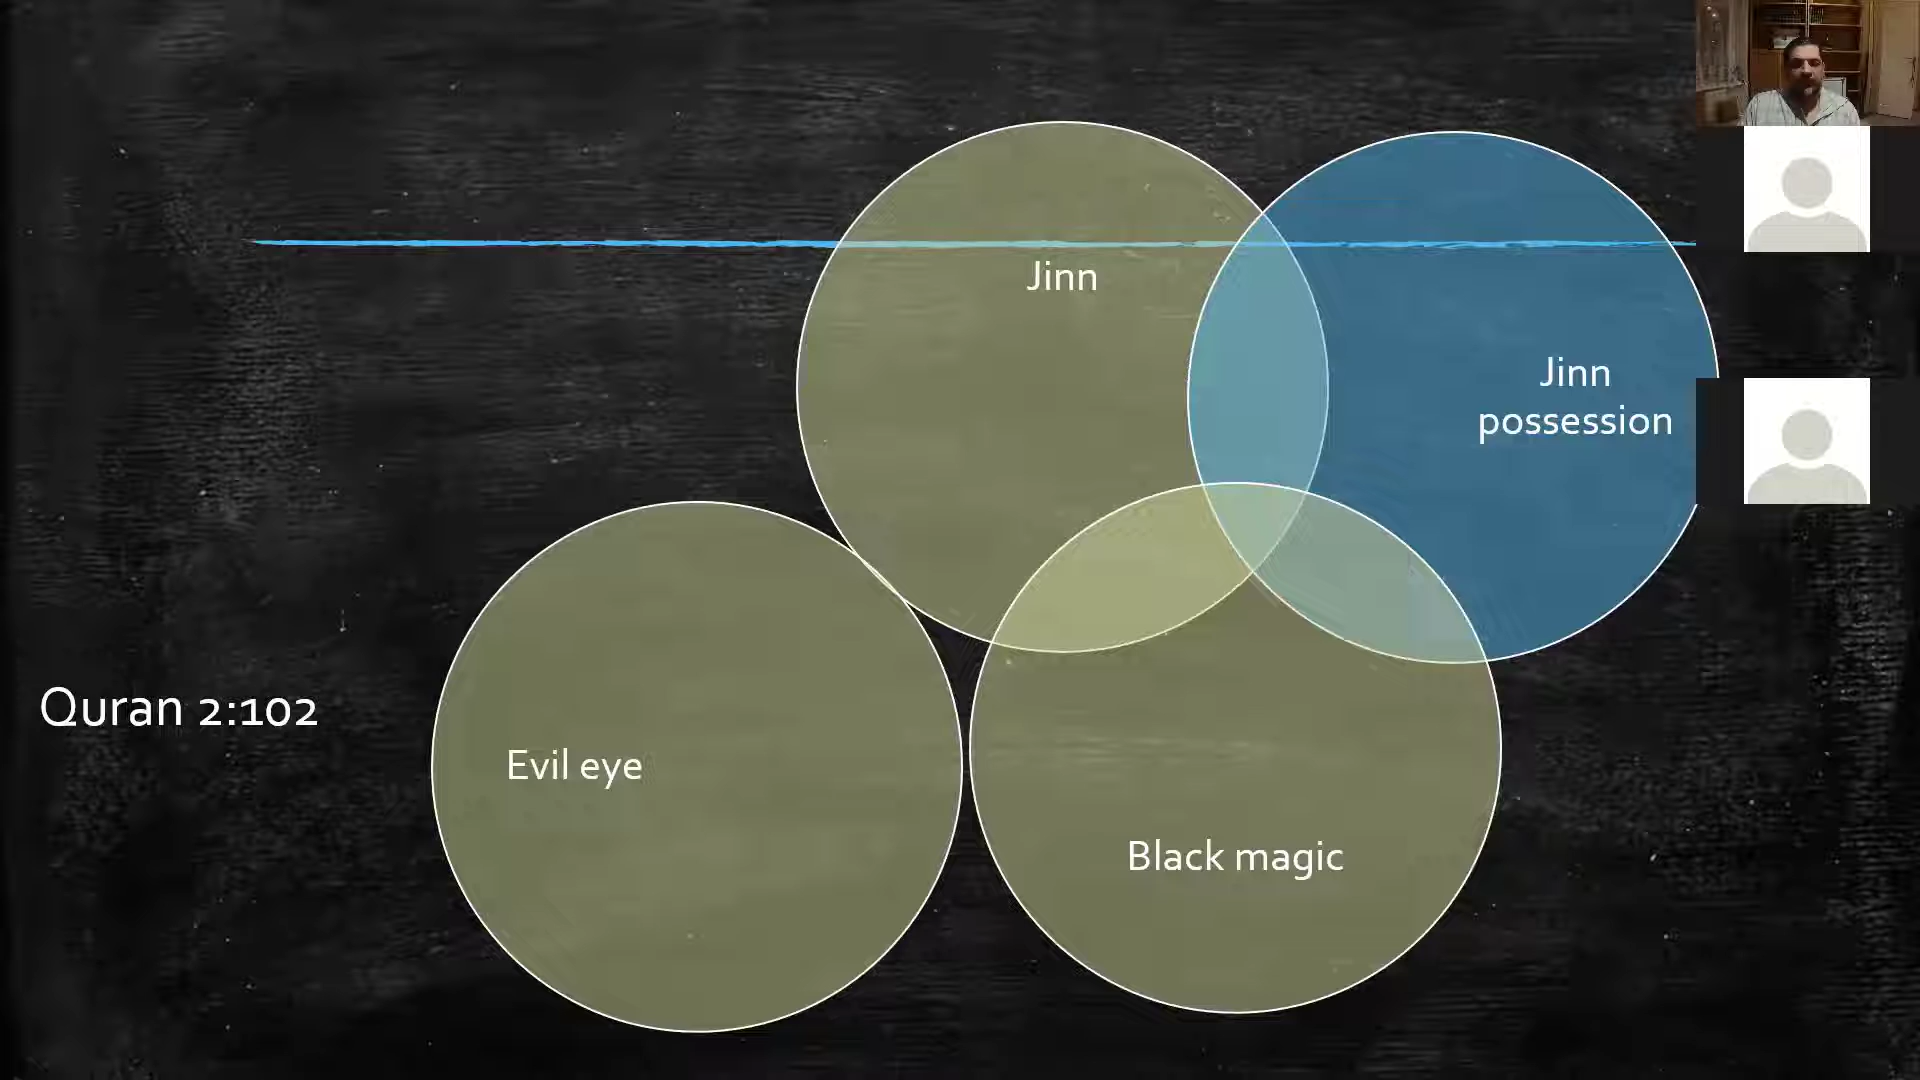 Jinn
Jinn
possession
Quran 2:102
Evil eye
Black magic